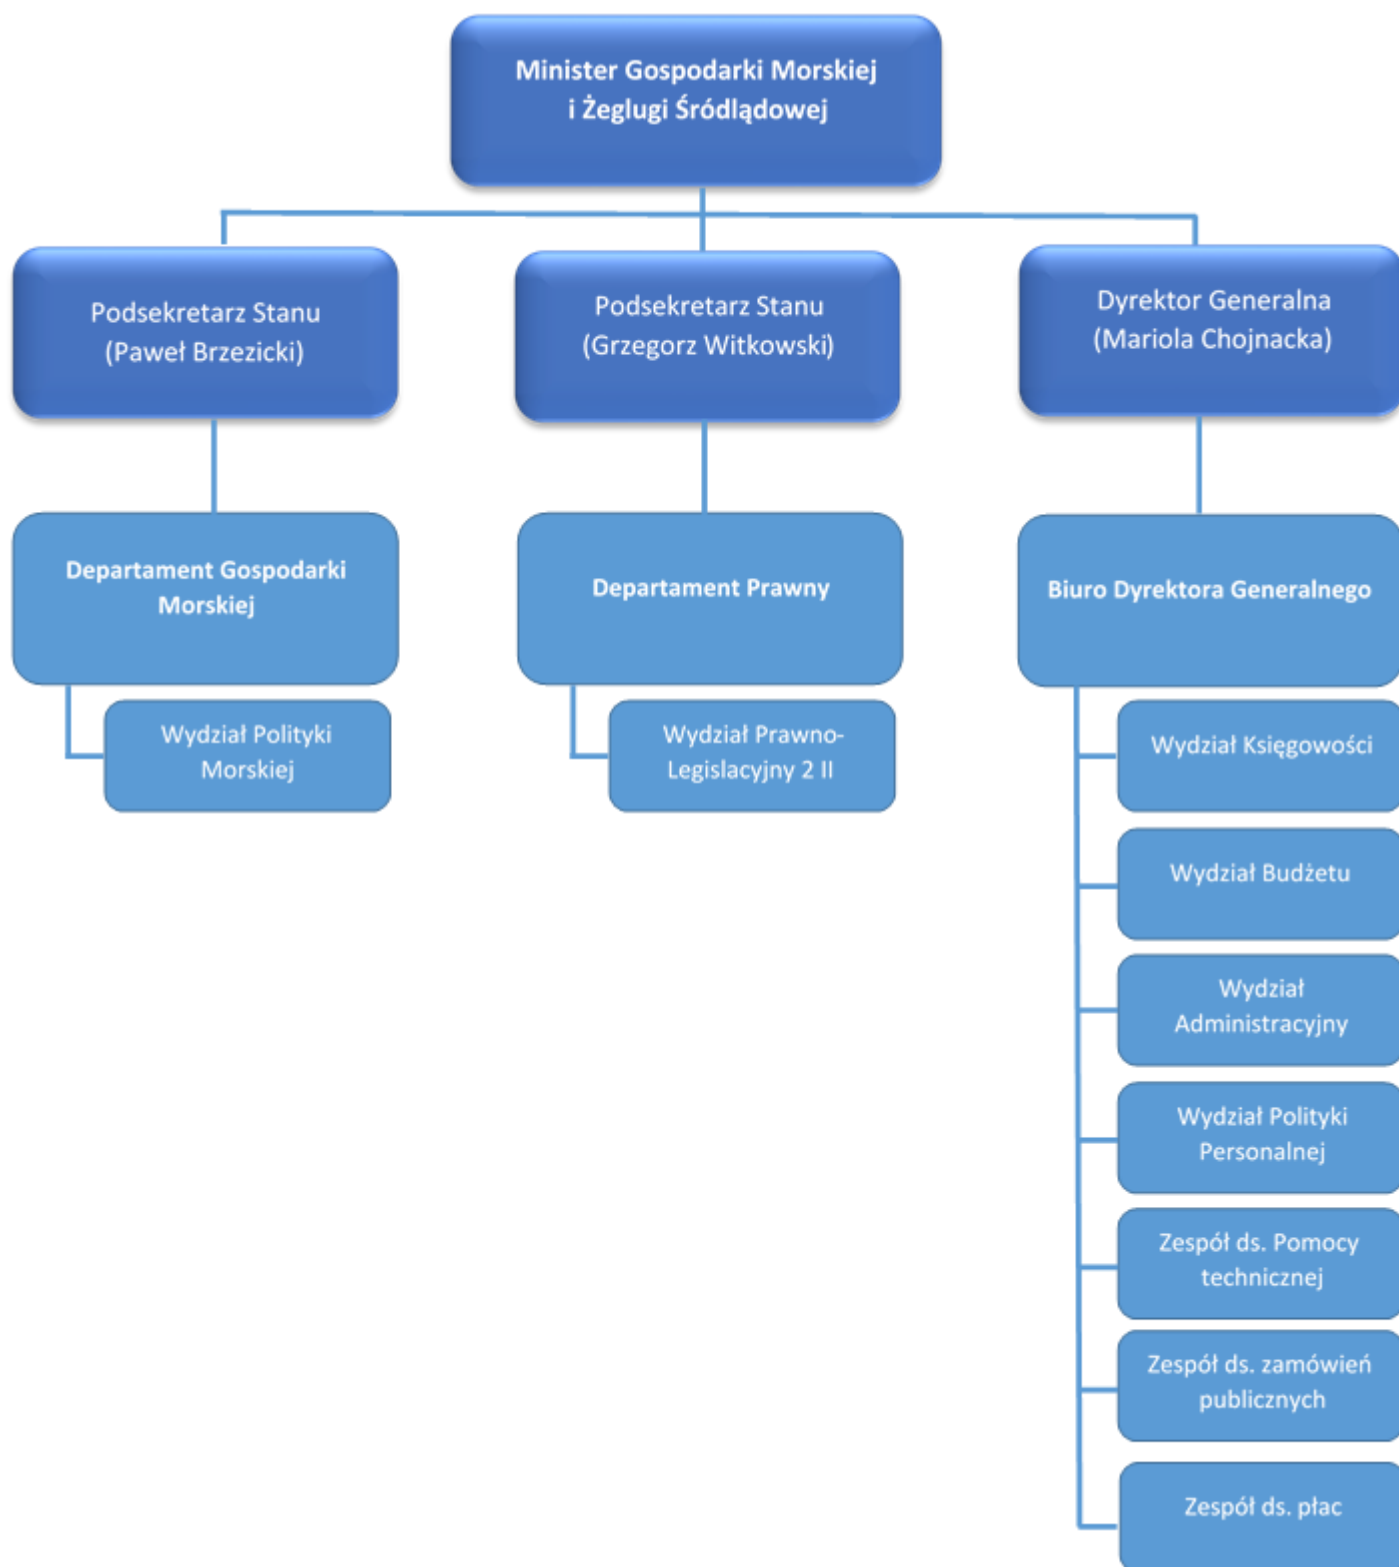 Minister Gospodarki Morskiej
i Żeglugi Śródlądowej
Podsekretarz Stanu
(Paweł Brzezicki)
Podsekretarz Stanu
(Grzegorz Witkowski)
Dyrektor Generalna
(Mariola Chojnacka)
Departament Gospodarki
Morskiej
Departament Prawny
Biuro Dyrektora Generalnego
Wydział Polityki
Morskiej
Wydział Prawno-
Legislacyjny 2 II
Wydział Księgowości
Wydział Budżetu
Wydział
Administracyjny
Wydział Polityki
Personalnej
Zespół ds. Pomocy
technicznej
Zespół ds. zamówień
publicznych
Zespół ds. płac